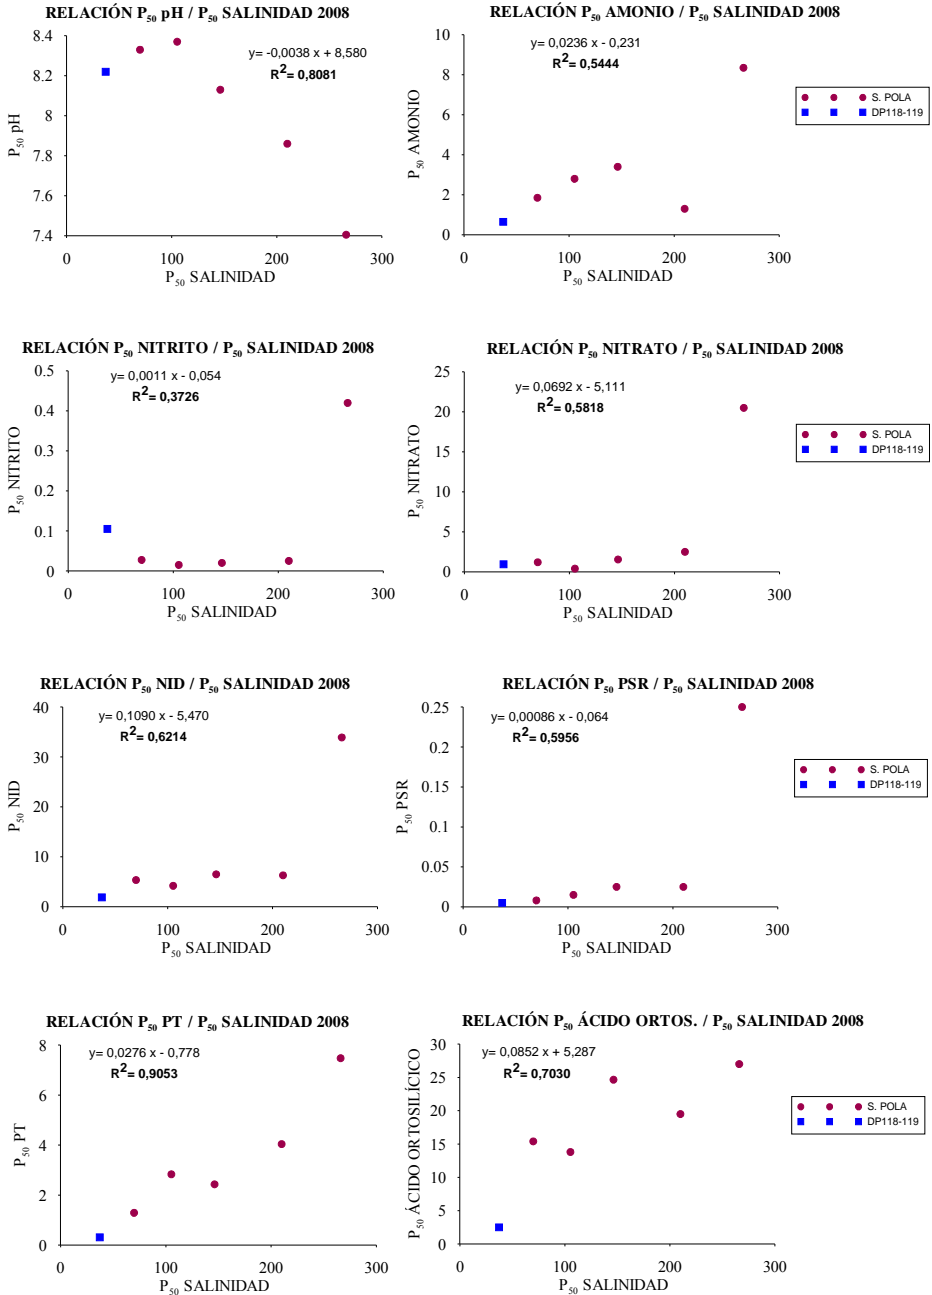 RELACIÓN P50 pH / P50 SALINIDAD 2008
y= -0,0038 x + 8,580
R2= 0,8081
P50 pH
8.4
8.2
8
7.8
7.6
7.4
0 100 200 300
P50 SALINIDAD
RELACIÓN P50 AMONIO / P50 SALINIDAD 2008
y= 0,0236 x - 0,231
R2= 0,5444
P50 AMONIO
10
8
6
4
2
0
0 100 200 300
P50 SALINIDAD
S. POLA
DP118-119
RELACIÓN P50 NITRITO / P50 SALINIDAD 2008
y= 0,0011 x - 0,054
R2= 0,3726
P50 NITRITO
0.5
0.4
0.3
0.2
0.1
0
0 100 200 300
P50 SALINIDAD
RELACIÓN P50 NITRATO / P50 SALINIDAD 2008
y= 0,0692 x - 5,111
R2= 0,5818
P50 NITRATO
25
20
15
10
5
0
0 100 200 300
P50 SALINIDAD
S. POLA
DP118-119
RELACIÓN P50 NID / P50 SALINIDAD 2008
y= 0,1090 x - 5,470
R2= 0,6214
P50 NID
40
30
20
10
0
0 100 200 300
P50 SALINIDAD
RELACIÓN P50 PSR / P50 SALINIDAD 2008
y= 0,00086 x - 0,064
R2= 0,5956
P50 PSR
0.25
0.2
0.15
0.1
0.05
0
0 100 200 300
P50 SALINIDAD
S. POLA
DP118-119
RELACIÓN P50 PT / P50 SALINIDAD 2008
y= 0,0276 x - 0,778
R2= 0,9053
P50 PT
8
6
4
2
0
0 100 200 300
P50 SALINIDAD
RELACIÓN P50 ÁCIDO ORTOS. / P50 SALINIDAD 2008
y= 0,0852 x + 5,287
R2= 0,7030
P50 ÁCIDO ORTOSILÍCICO
30
25
20
15
10
5
0
0 100 200 300
P50 SALINIDAD
S. POLA
DP118-119